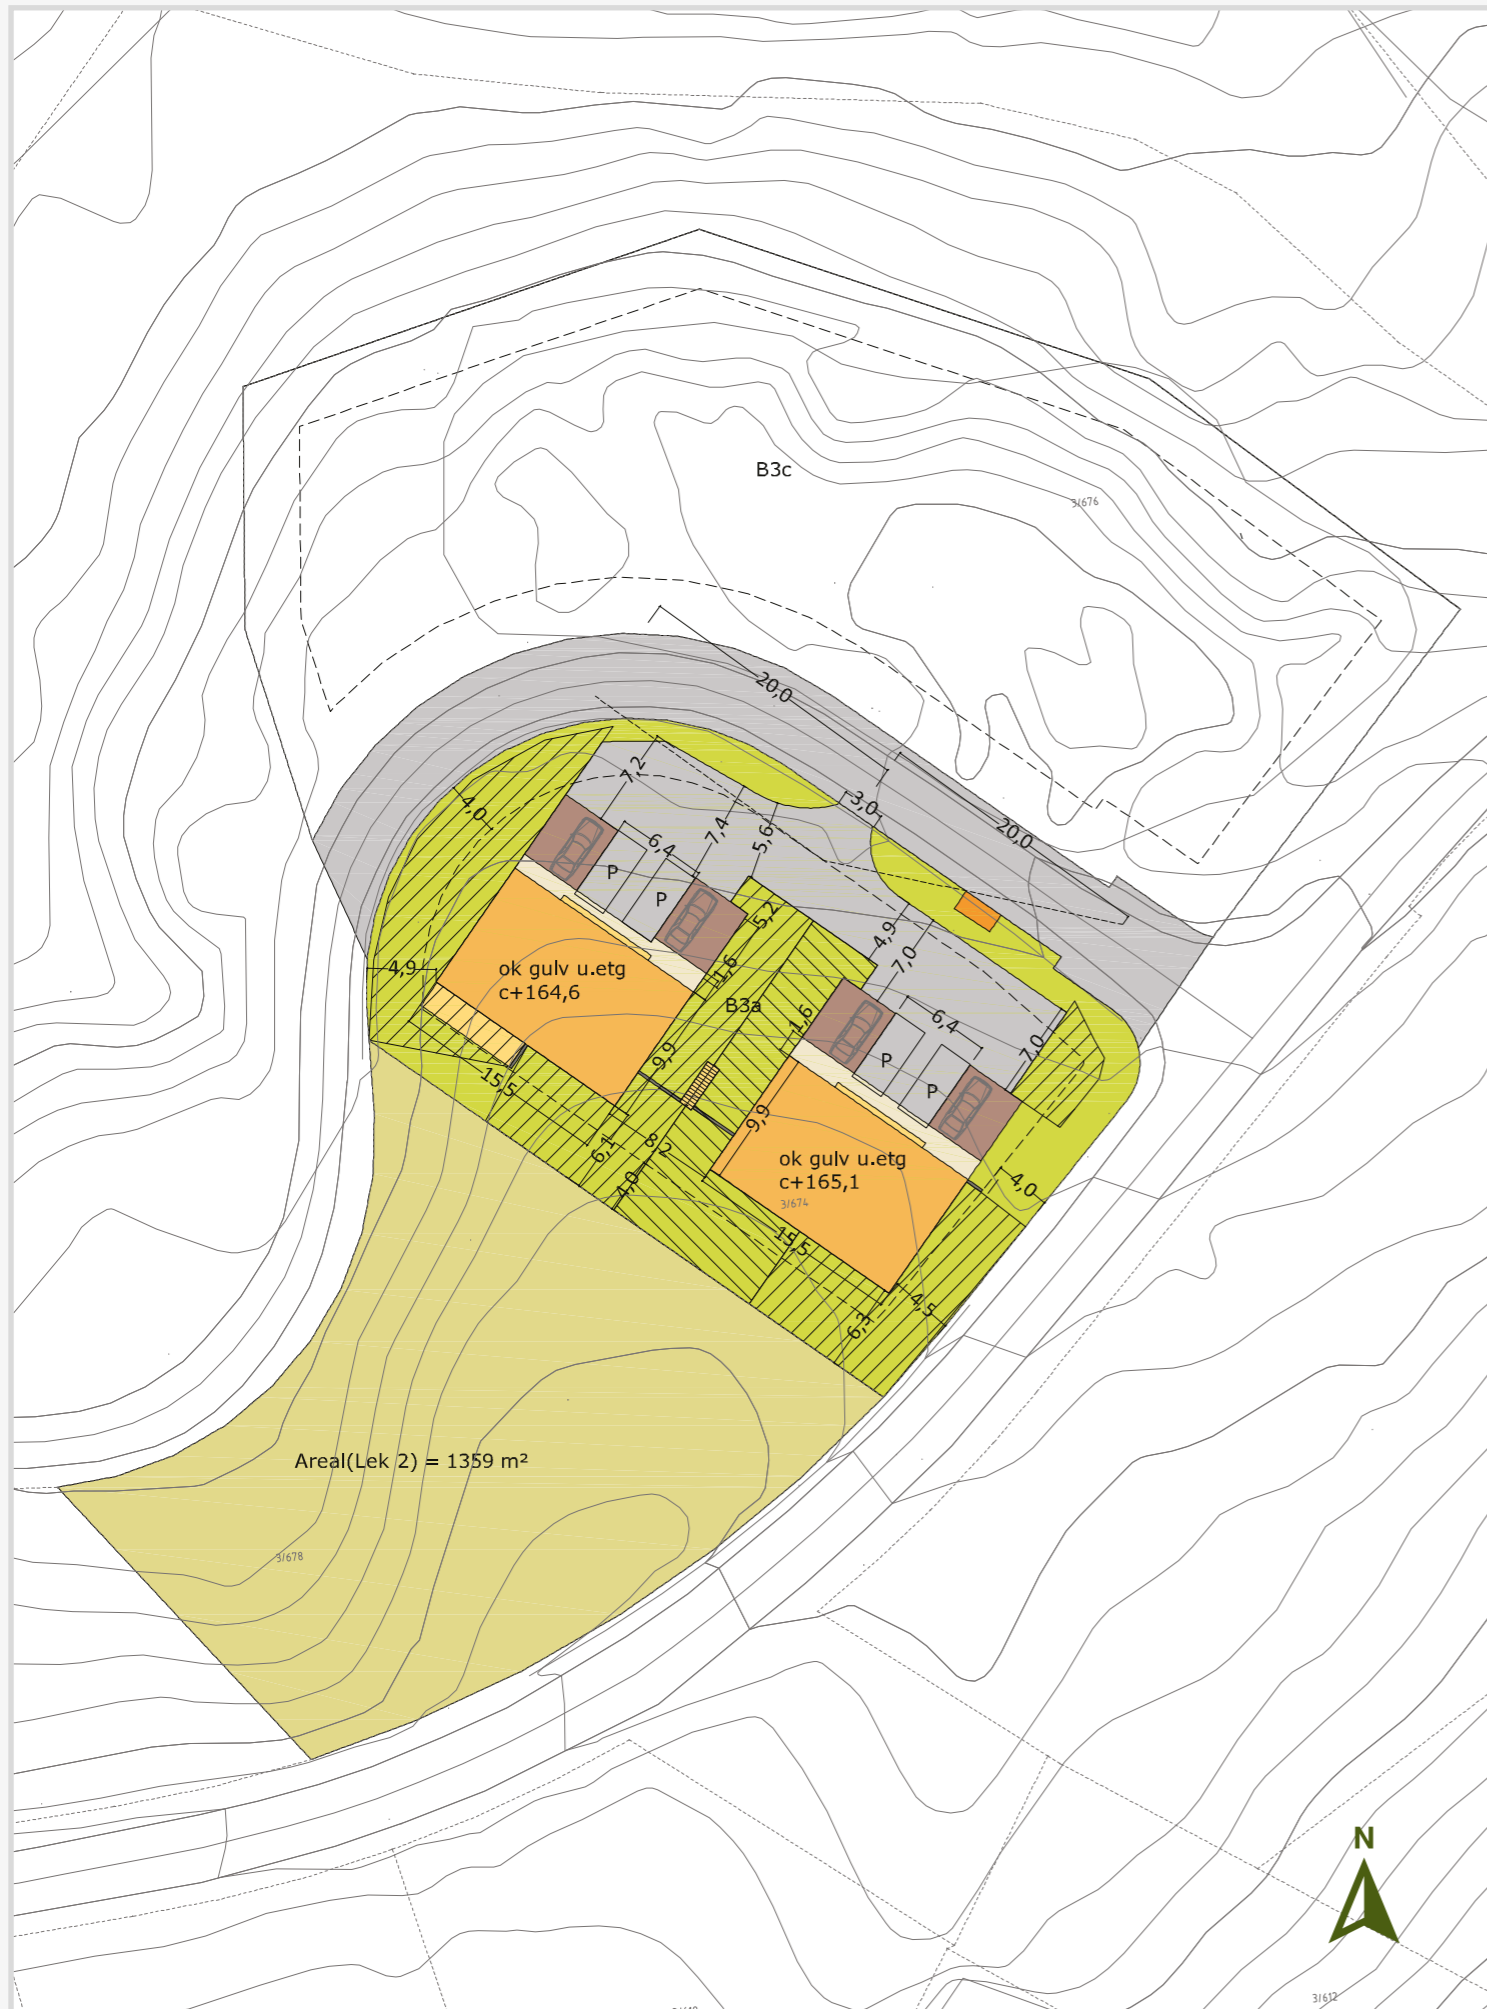 B3c
3/676
20,0
7,2
4,0
3,0
20,0
7,4
5,6
6,4
P
P
5,2
4,9
7,0
4,9
ok gulv u.etg
c+164,6
1,6
B3a
1,6
6,4
7,0
9,9
P
P
15,5
9,9
6,1
8,2
4,0
ok gulv u.etg
c+165,1
3/674
4,0
15,5
4,5
6,3
Areal(Lek 2) = 1359 m²
3/678
N
3/612